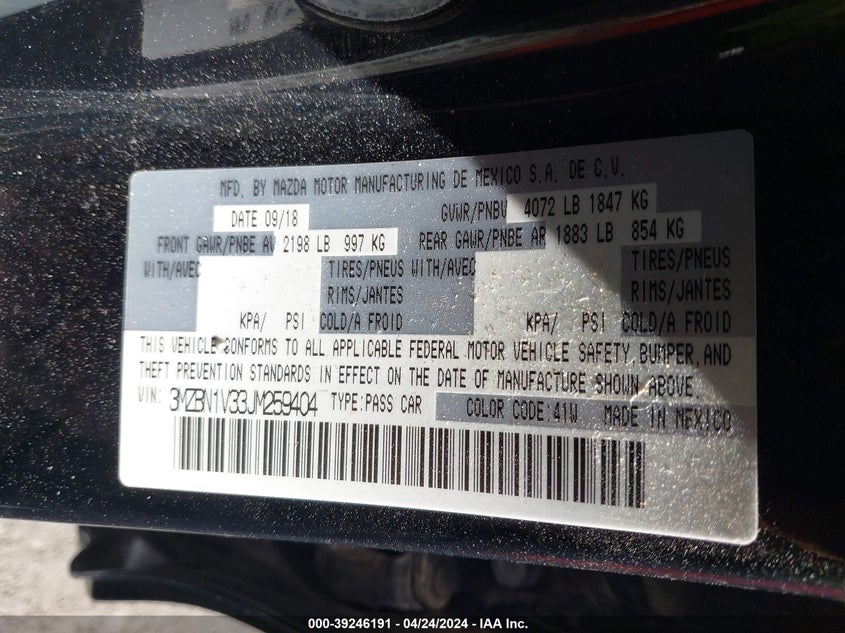 MFD. BY MAZDA MOTOR MANUFACTURING DE MEXICO S.A. DE C.V.
DATE 09/18 GVWR/PNBV 4072 LB 1847 KG
FRONT GAWR/PNBE AV 2198 LB 997 KG REAR GAWR/PNBE AR 1883 LB 854 KG
WITH/AVEC TIRES/PNEUS WITH/AVEC TIRES/PNEUS
RIMS/JANTES RIMS/JANTES
KPA/ PSI COLD/A FROID KPA/ PSI COLD/A FROID
THIS VEHICLE CONFORMS TO ALL APPLICABLE FEDERAL MOTOR VEHICLE SAFETY, BUMPER, AND
THEFT PREVENTION STANDARDS IN EFFECT ON THE DATE OF MANUFACTURE SHOWN ABOVE.
VIN: 3MZBN1V33JM259404 TYPE:PASS CAR COLOR CODE:41W MADE IN MEXICO
000-39246191 - 04/24/2024 - IAA Inc.